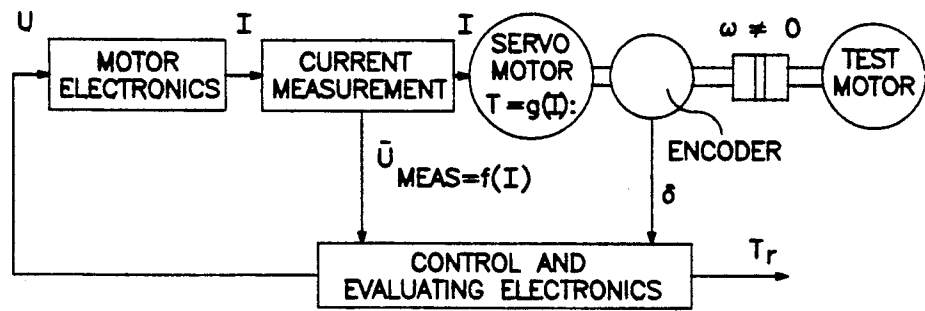 U
I
I
ω ≠ 0
MOTOR
ELECTRONICS
CURRENT
MEASUREMENT
SERVO
MOTOR
T=g(I):
TEST
MOTOR
ENCODER
Ū
MEAS=f(I)
δ
CONTROL AND
EVALUATING ELECTRONICS
Tr